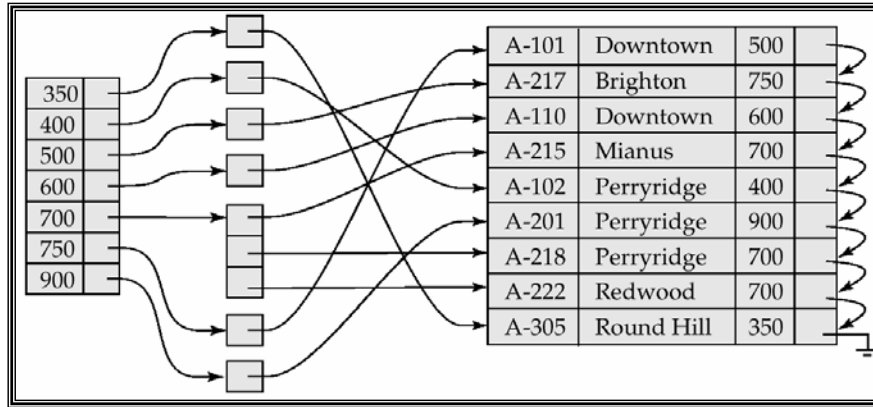 350
400
500
600
700
750
900
A-101 Downtown 500
A-217 Brighton 750
A-110 Downtown 600
A-215 Mianus 700
A-102 Perryridge 400
A-201 Perryridge 900
A-218 Perryridge 700
A-222 Redwood 700
A-305 Round Hill 350